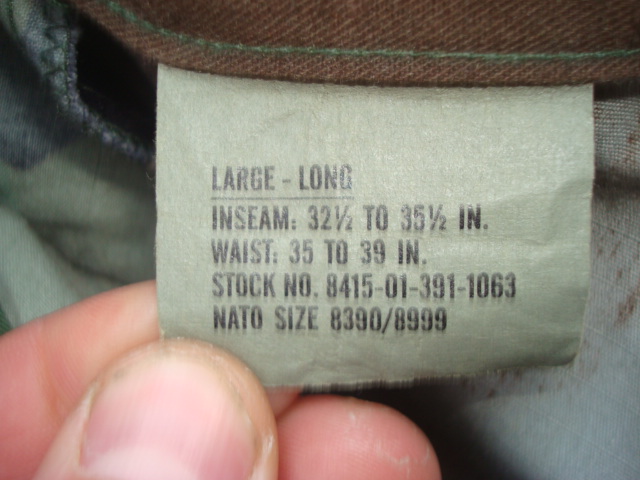 LARGE - LONG
INSEAM: 32½ TO 35½ IN.
WAIST: 35 TO 39 IN.
STOCK NO. 8415-01-391-1063
NATO SIZE 8390/8999